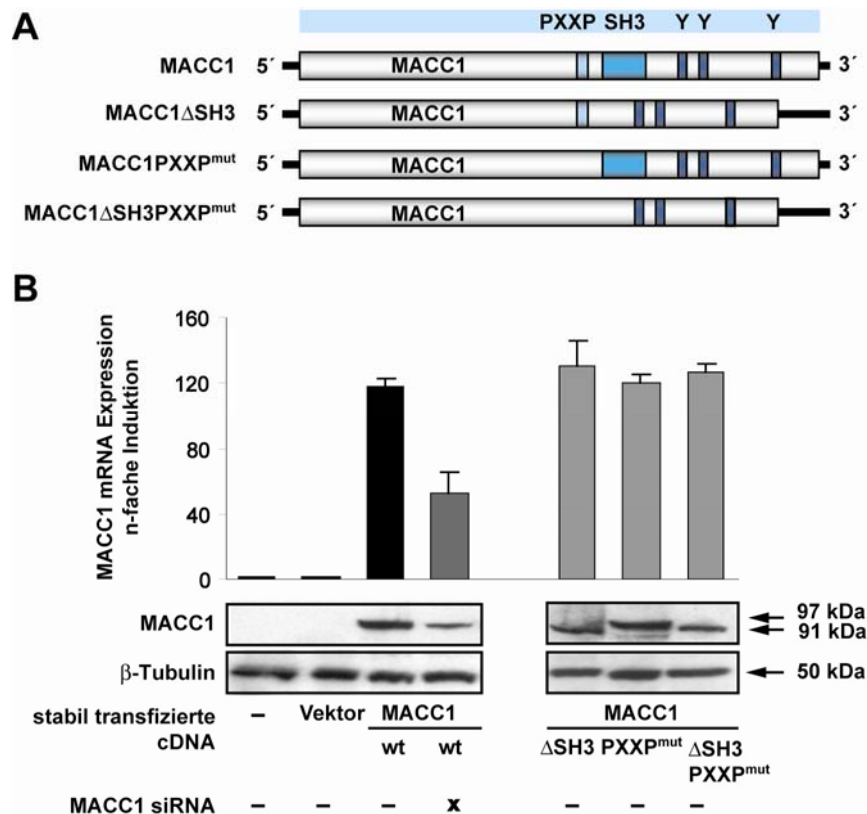 A
PXXP SH3 Y Y Y
MACC1 5´ MACC1 3´
MACC1ΔSH3 5´ MACC1 3´
MACC1PXXPmut 5´ MACC1 3´
MACC1ΔSH3PXXPmut 5´ MACC1 3´
B
MACC1 mRNA Expression
n-fache Induktion
160
120
80
40
0
MACC1
97 kDa
91 kDa
β-Tubulin
50 kDa
stabil transfizierte
cDNA
– Vektor MACC1 MACC1
wt wt ΔSH3 PXXPmut ΔSH3
PXXPmut
MACC1 siRNA – – – x – – –